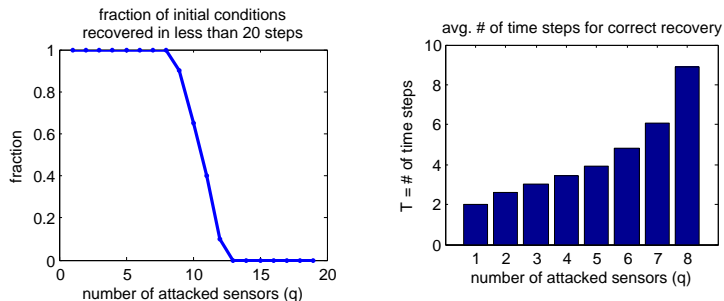 fraction of initial conditions
recovered in less than 20 steps
1
0.8
0.6
0.4
0.2
0
fraction
0 5 10 15 20
number of attacked sensors (q)
avg. # of time steps for correct recovery
10
8
6
4
2
0
T = # of time steps
1 2 3 4 5 6 7 8
number of attacked sensors (q)